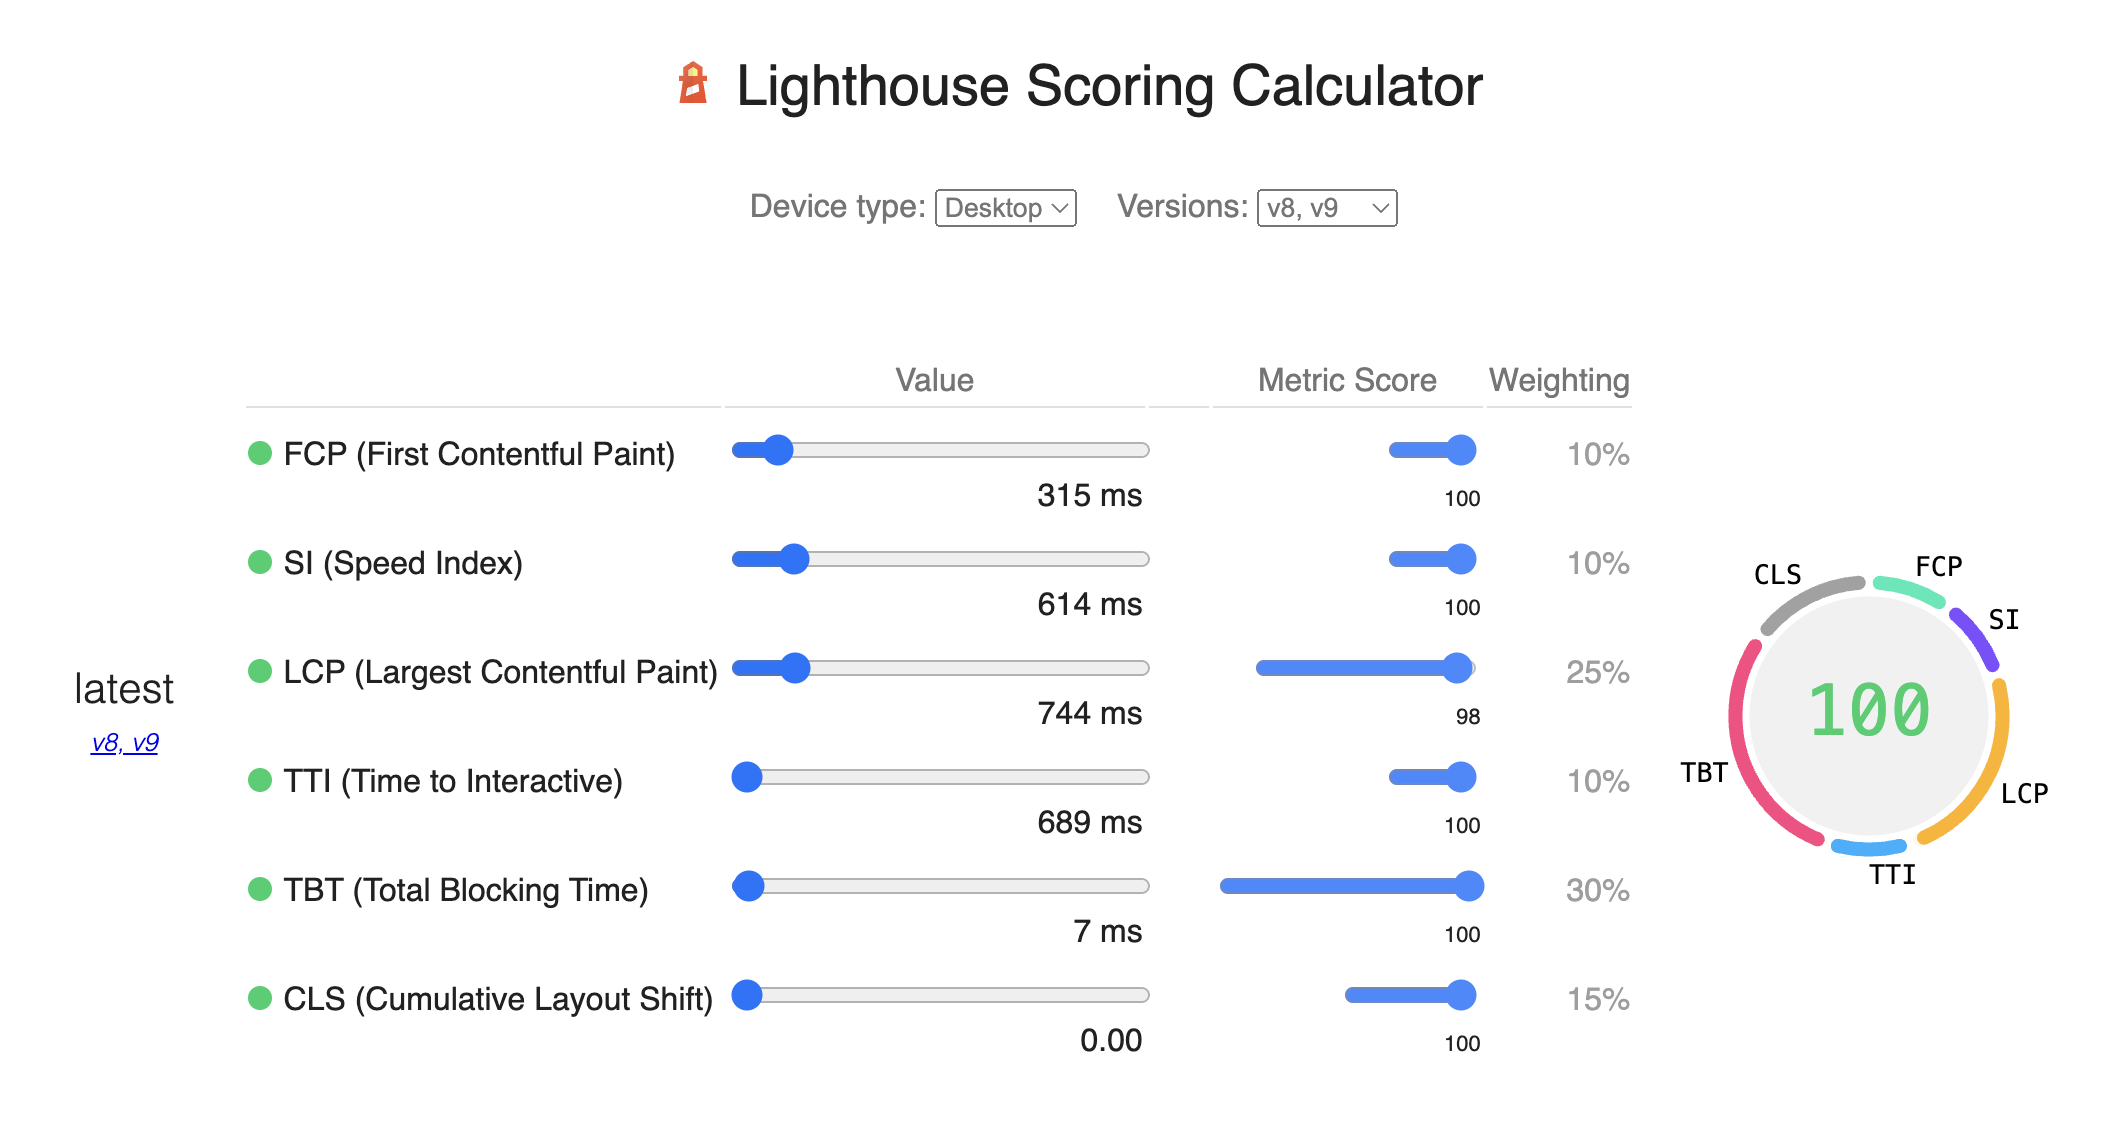 Lighthouse Scoring Calculator
Device type: Desktop Versions: v8, v9
Value Metric Score Weighting
latest
v8, v9
FCP (First Contentful Paint) 10%
315 ms 100
SI (Speed Index) 10%
614 ms 100
LCP (Largest Contentful Paint) 25%
744 ms 98
TTI (Time to Interactive) 10%
689 ms 100
TBT (Total Blocking Time) 30%
7 ms 100
CLS (Cumulative Layout Shift) 15%
0.00 100
CLS
FCP
SI
100
TBT
LCP
TTI